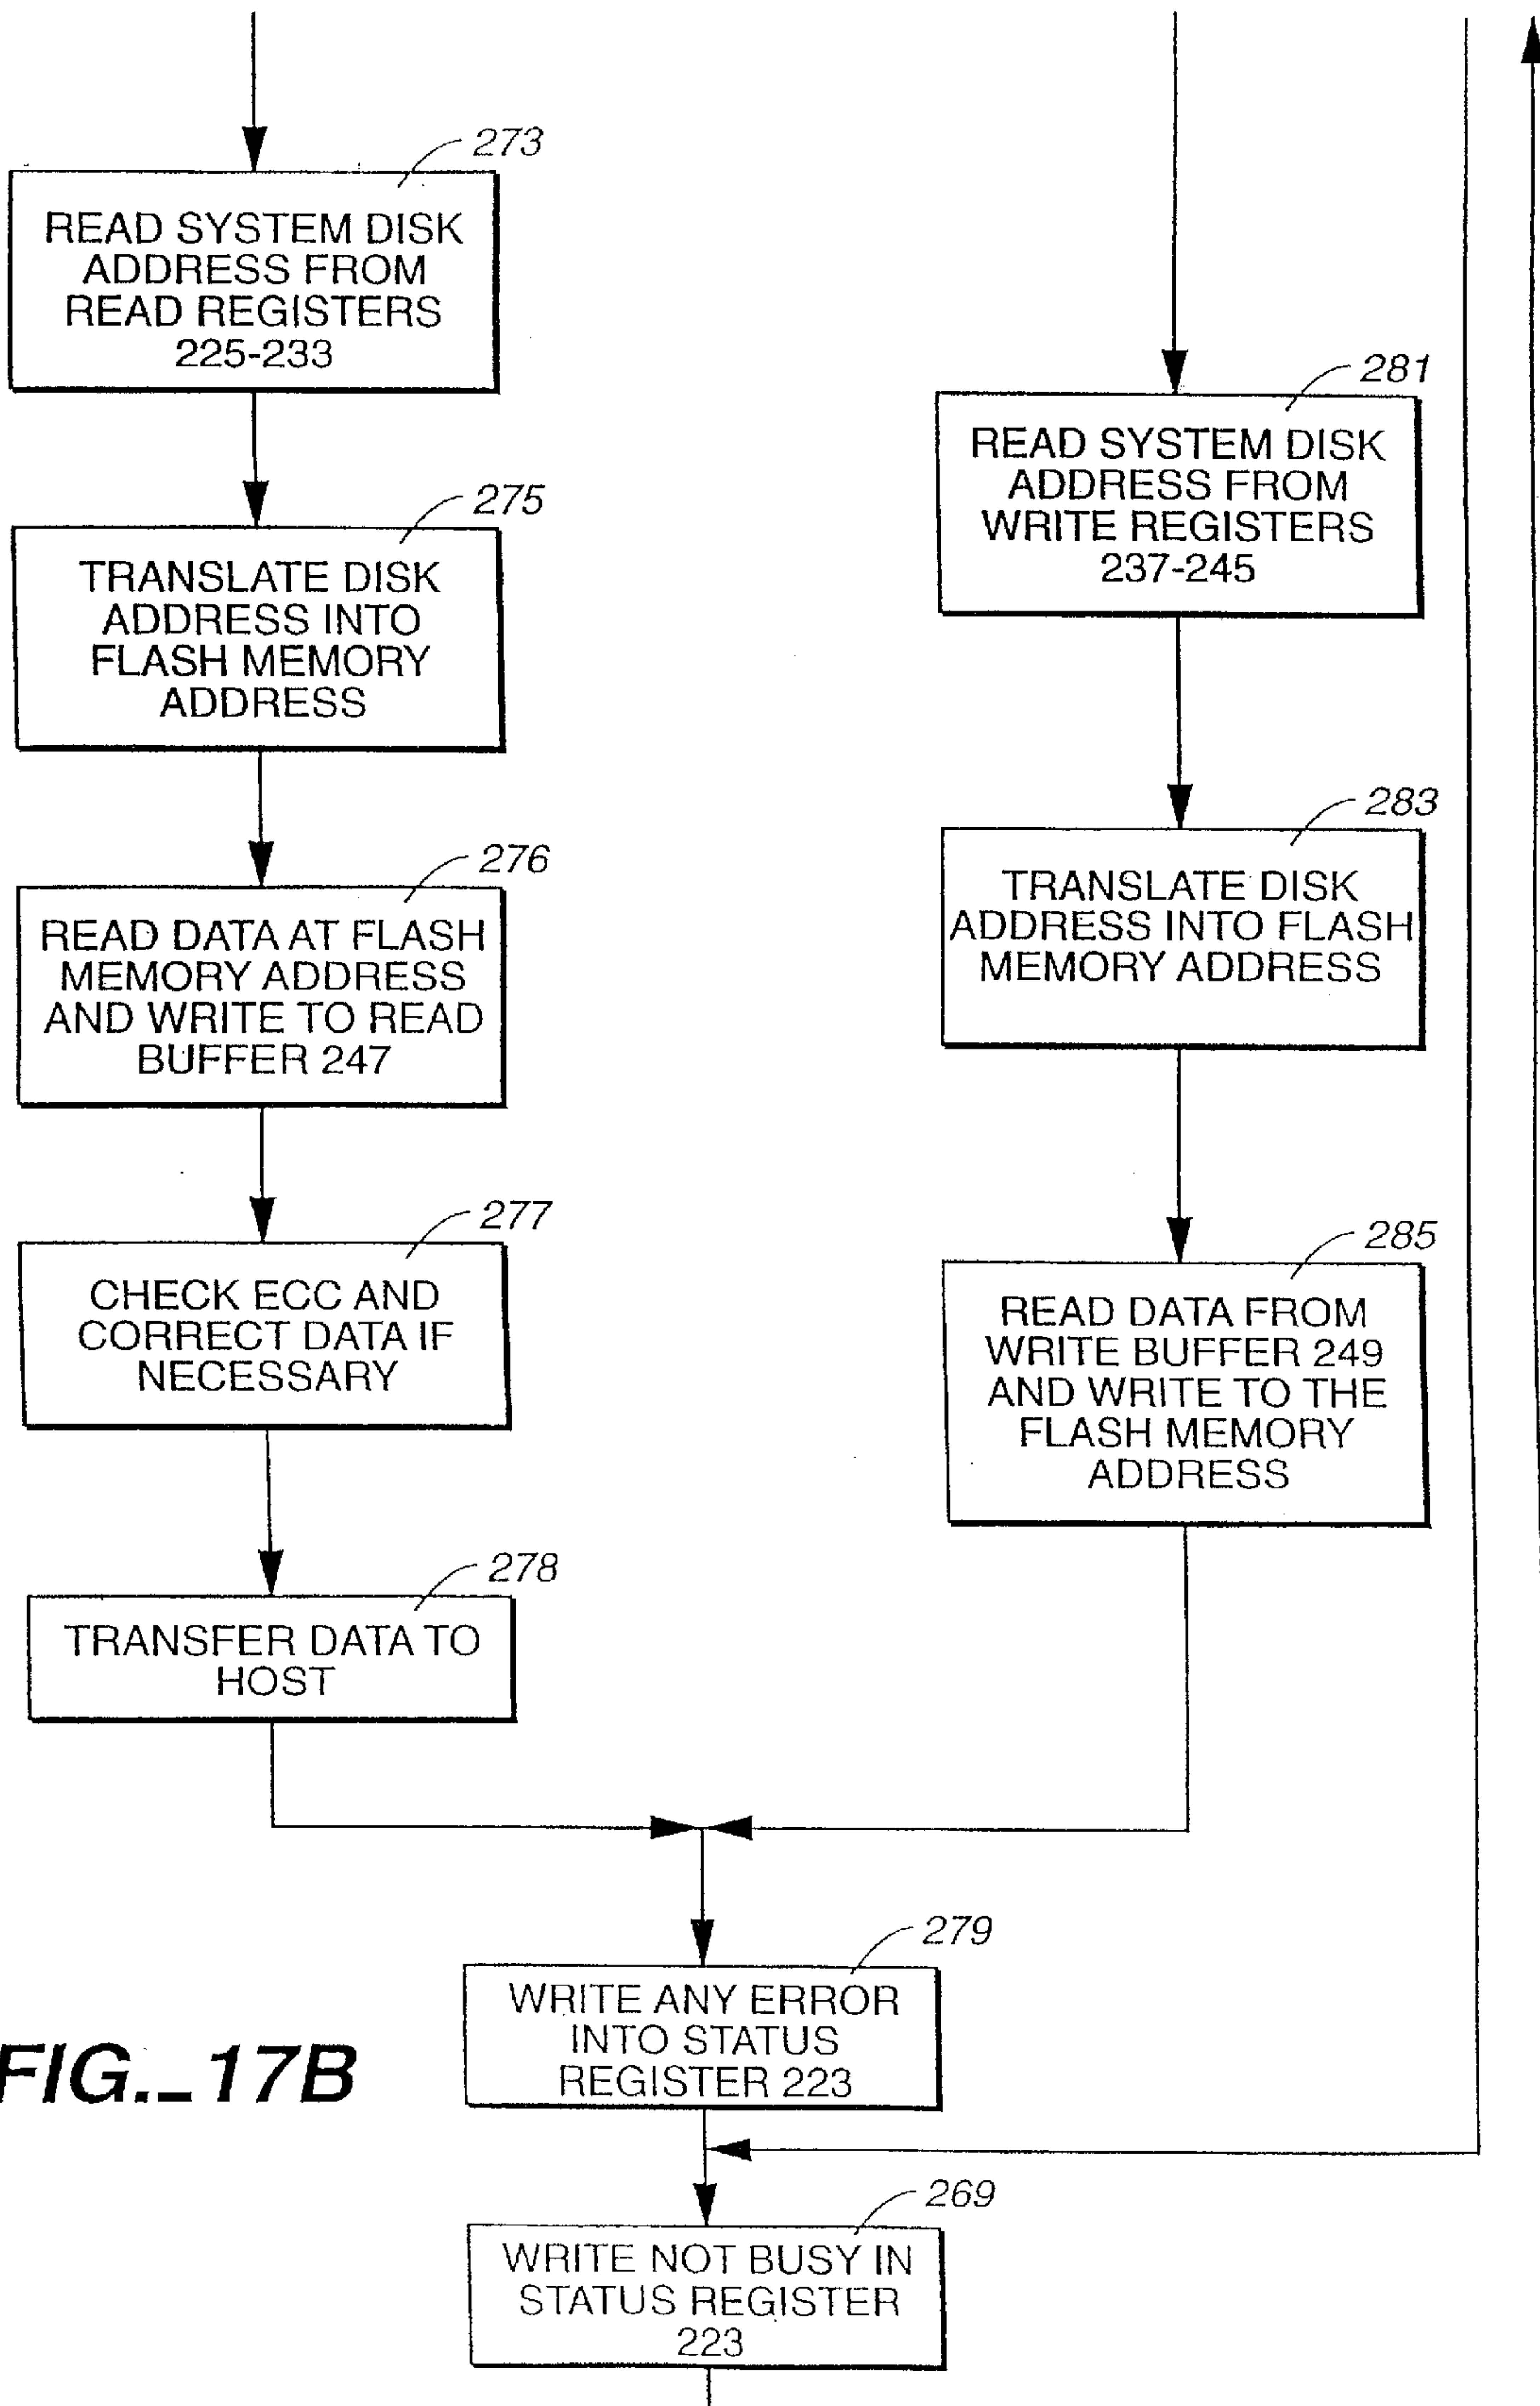 273
READ SYSTEM DISK
ADDRESS FROM
READ REGISTERS
225-233
275
TRANSLATE DISK
ADDRESS INTO
FLASH MEMORY
ADDRESS
276
READ DATA AT FLASH
MEMORY ADDRESS
AND WRITE TO READ
BUFFER 247
277
CHECK ECC AND
CORRECT DATA IF
NECESSARY
278
TRANSFER DATA TO
HOST
281
READ SYSTEM DISK
ADDRESS FROM
WRITE REGISTERS
237-245
283
TRANSLATE DISK
ADDRESS INTO FLASH
MEMORY ADDRESS
285
READ DATA FROM
WRITE BUFFER 249
AND WRITE TO THE
FLASH MEMORY
ADDRESS
279
WRITE ANY ERROR
INTO STATUS
REGISTER 223
269
WRITE NOT BUSY IN
STATUS REGISTER
223
FIG._17B